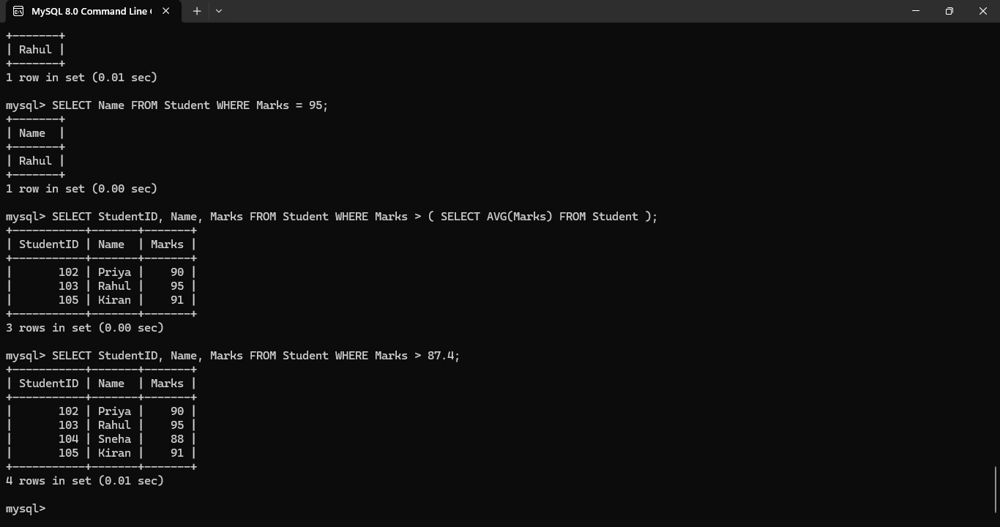 MySQL 8.0 Command Line
+-------+
| Rahul |
+-------+
1 row in set (0.01 sec)
mysql> SELECT Name FROM Student WHERE Marks = 95;
+-------+
| Name  |
+-------+
| Rahul |
+-------+
1 row in set (0.00 sec)
mysql> SELECT StudentID, Name, Marks FROM Student WHERE Marks > ( SELECT AVG(Marks) FROM Student );
+-----------+-------+-------+
| StudentID | Name  | Marks |
+-----------+-------+-------+
|       102 | Priya |    90 |
|       103 | Rahul |    95 |
|       105 | Kiran |    91 |
+-----------+-------+-------+
3 rows in set (0.00 sec)
mysql> SELECT StudentID, Name, Marks FROM Student WHERE Marks > 87.4;
+-----------+-------+-------+
| StudentID | Name  | Marks |
+-----------+-------+-------+
|       102 | Priya |    90 |
|       103 | Rahul |    95 |
|       104 | Sneha |    88 |
|       105 | Kiran |    91 |
+-----------+-------+-------+
4 rows in set (0.01 sec)
mysql>